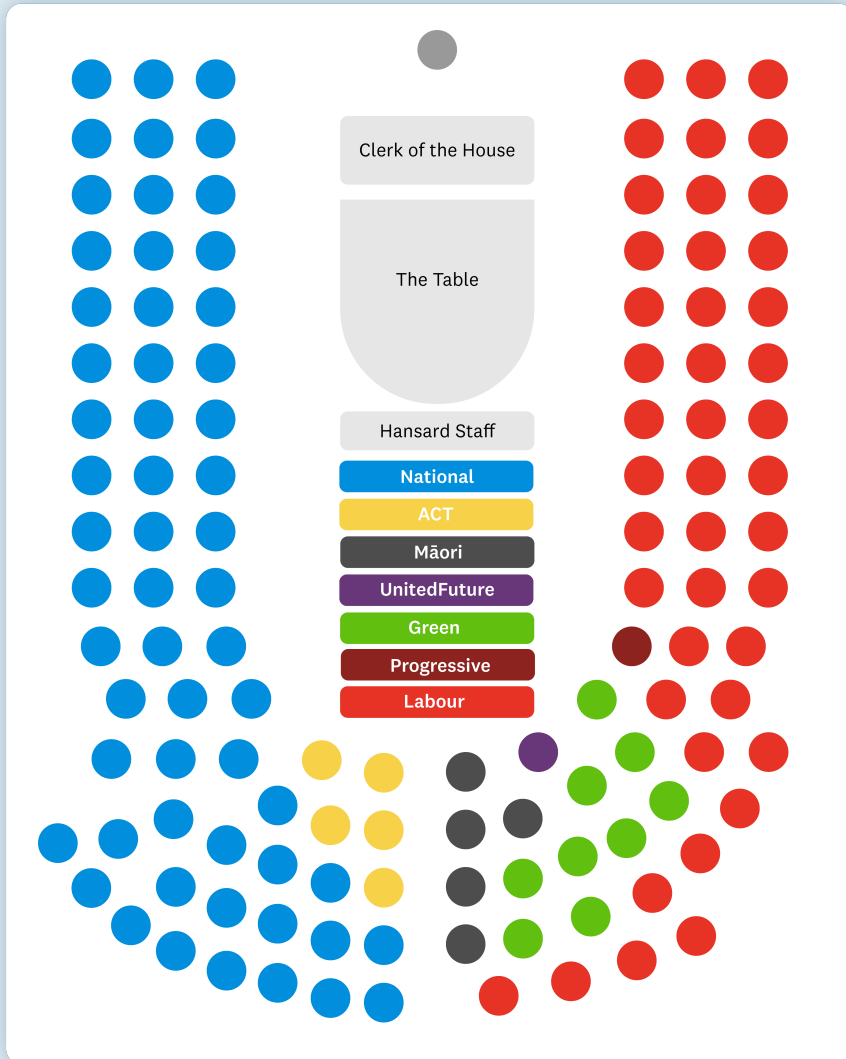 Clerk of the House
The Table
Hansard Staff
National
ACT
Māori
UnitedFuture
Green
Progressive
Labour